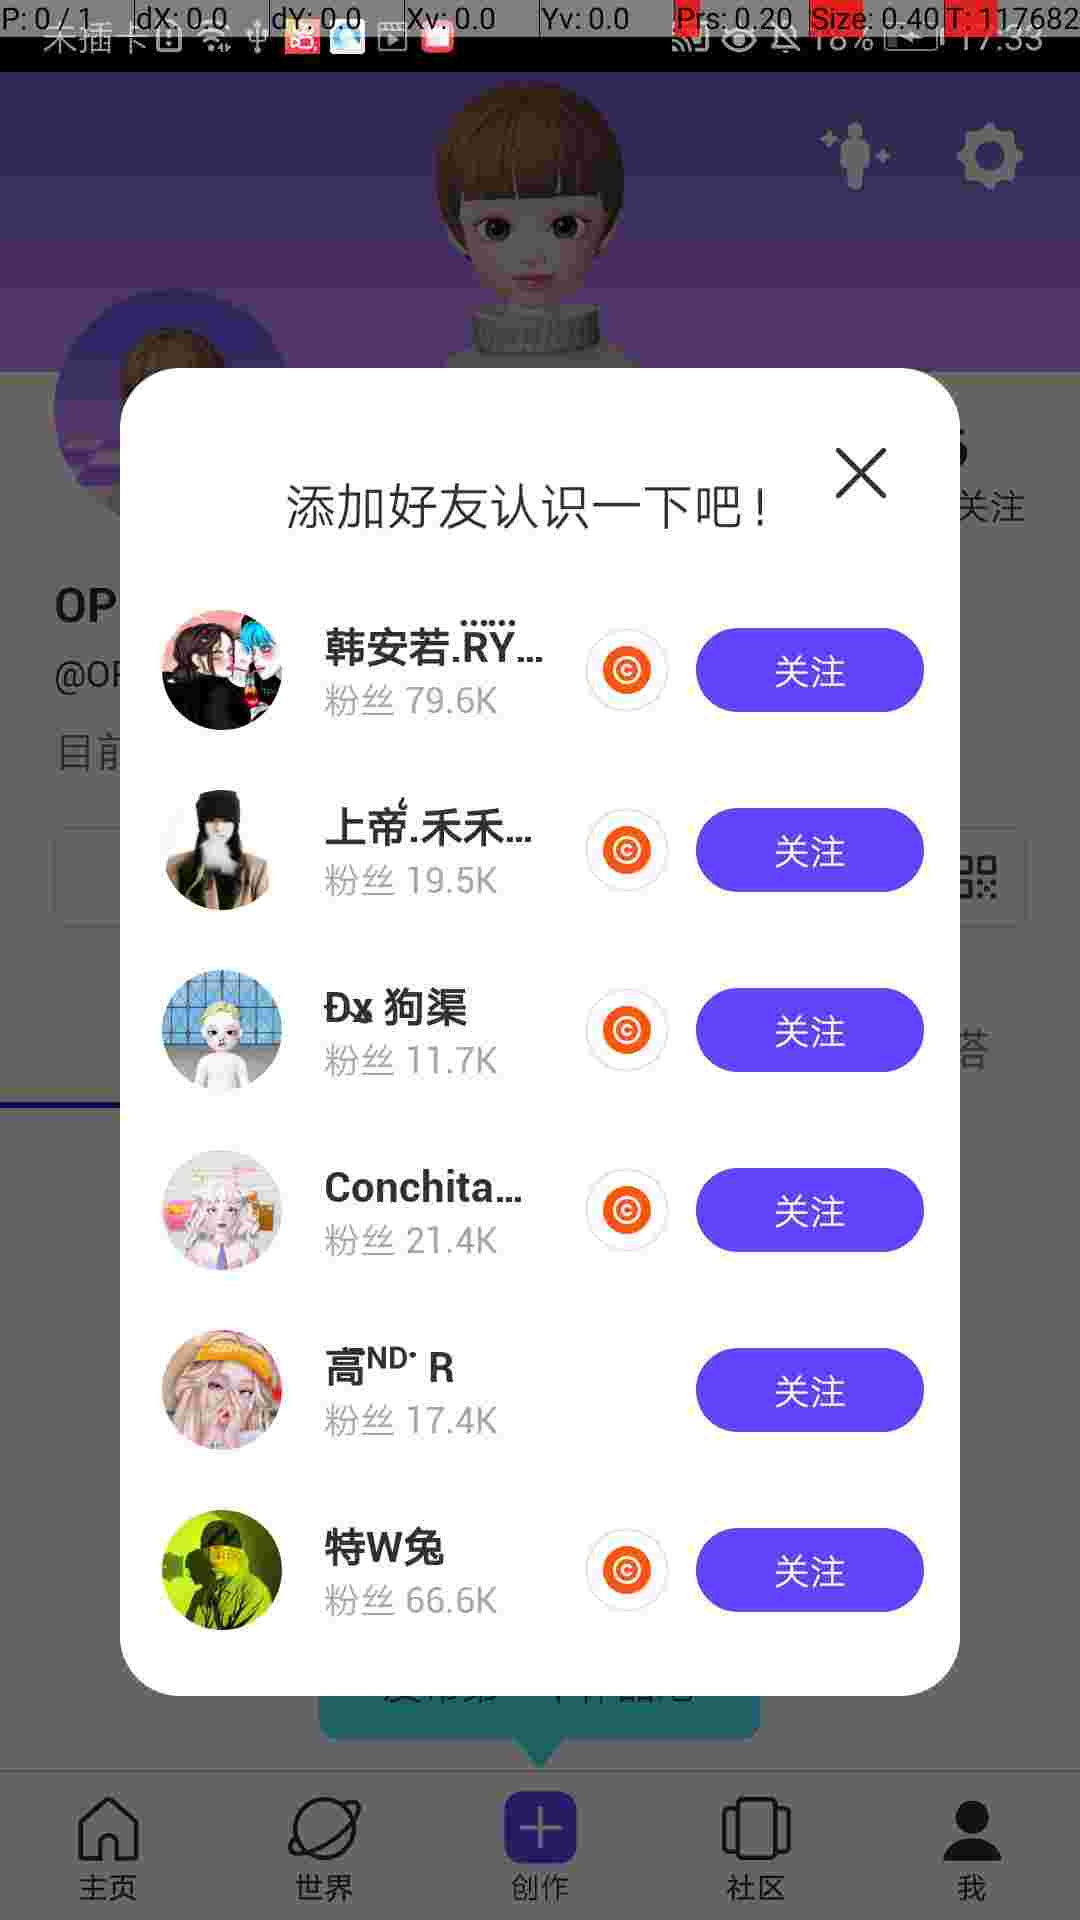 P: 0 / 1 dX: 0.0 dY: 0.0 Xv: 0.0 Yv: 0.0 Prs: 0.20 Size: 0.40 T: 117682
未插卡 18% 17:33
添加好友认识一下吧!
关注
韩安若.RY...
粉丝 79.6K
关注
OP
@OP
目前
上帝.禾禾...
粉丝 19.5K
关注
Ðx 狗渠
粉丝 11.7K
关注
搭
Conchita...
粉丝 21.4K
关注
高ᴺᴰ· R
粉丝 17.4K
关注
特W兔
粉丝 66.6K
关注
主页
世界
创作
社区
我